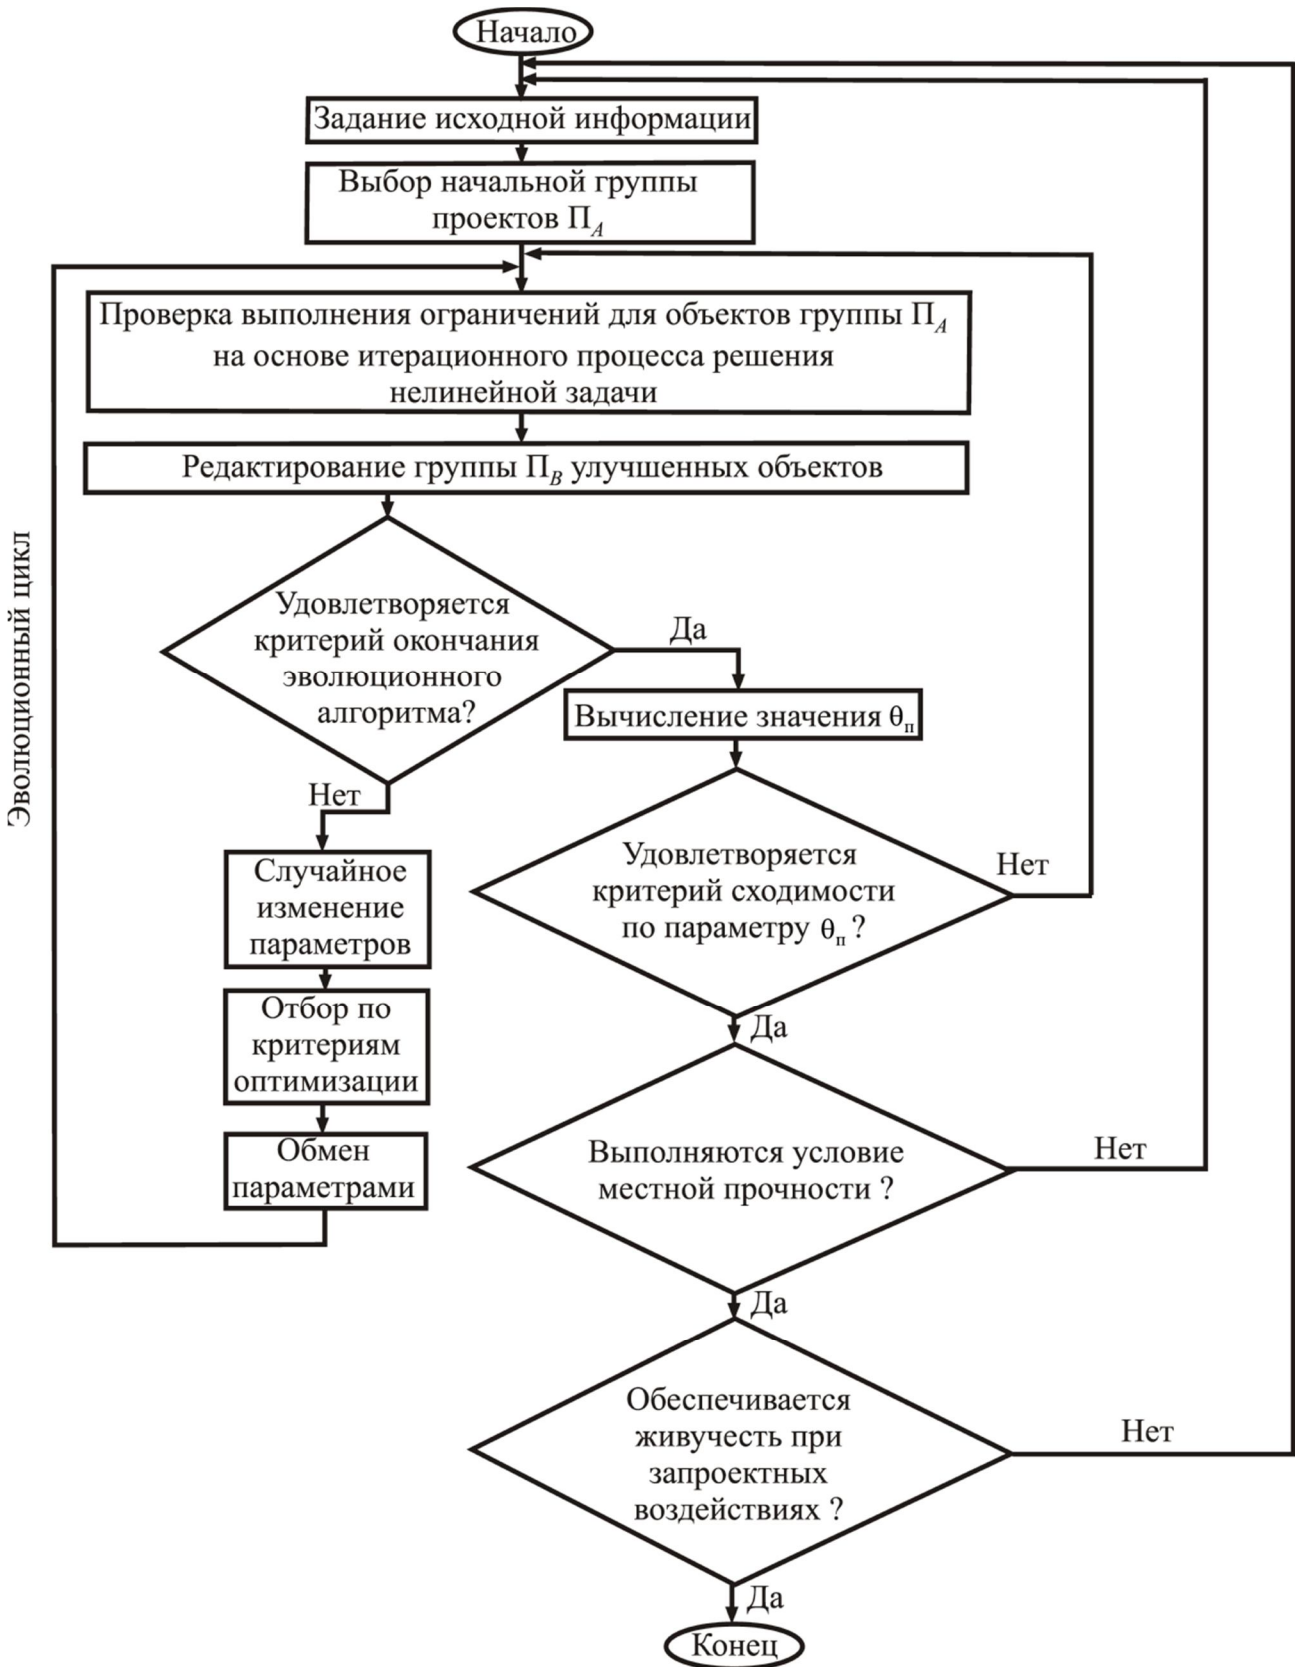 Начало
Задание исходной информации
Выбор начальной группы
проектов П_A
Проверка выполнения ограничений для объектов группы П_A
на основе итерационного процесса решения
нелинейной задачи
Редактирование группы П_B улучшенных объектов
Эволюционный цикл
Удовлетворяется
критерий окончания
эволюционного
алгоритма?
Да
Вычисление значения θ_п
Нет
Случайное
изменение
параметров
Удовлетворяется
критерий сходимости
по параметру θ_п ?
Нет
Отбор по
критериям
оптимизации
Да
Обмен
параметрами
Выполняются условие
местной прочности ?
Нет
Да
Обеспечивается
живучесть при
запроектных
воздействиях ?
Нет
Да
Конец